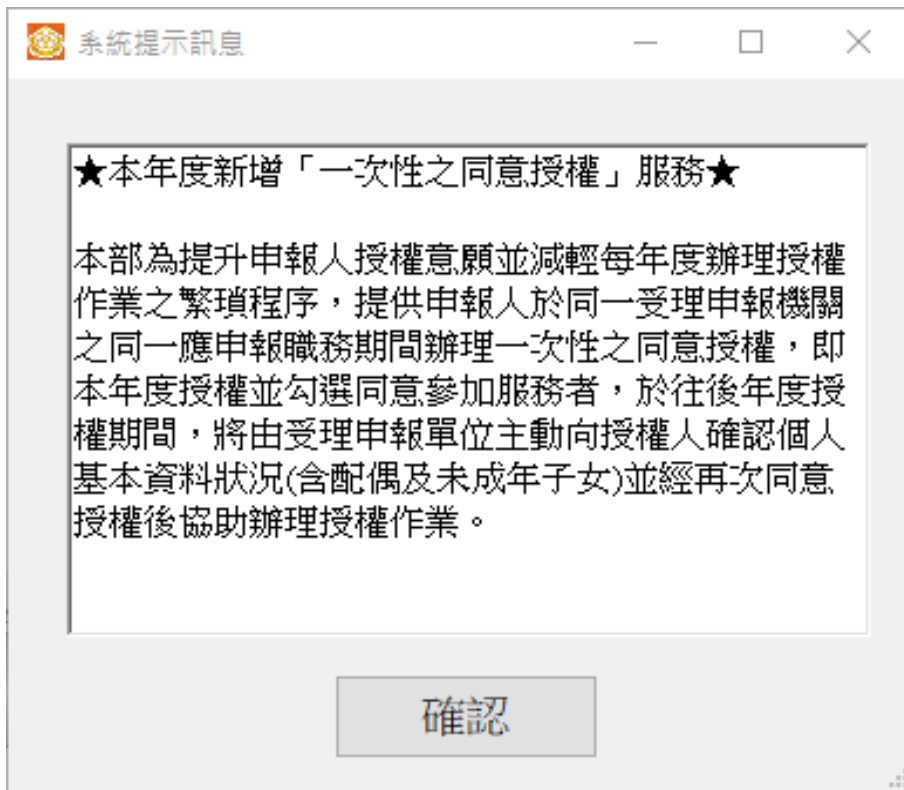 系統提示訊息
★本年度新增「一次性之同意授權」服務★
本部為提升申報人授權意願並減輕每年度辦理授權
作業之繁瑣程序，提供申報人於同一受理申報機關
之同一應申報職務期間辦理一次性之同意授權，即
本年度授權並勾選同意參加服務者，於往後年度授
權期間，將由受理申報單位主動向授權人確認個人
基本資料狀況(含配偶及未成年子女)並經再次同意
授權後協助辦理授權作業。
確認